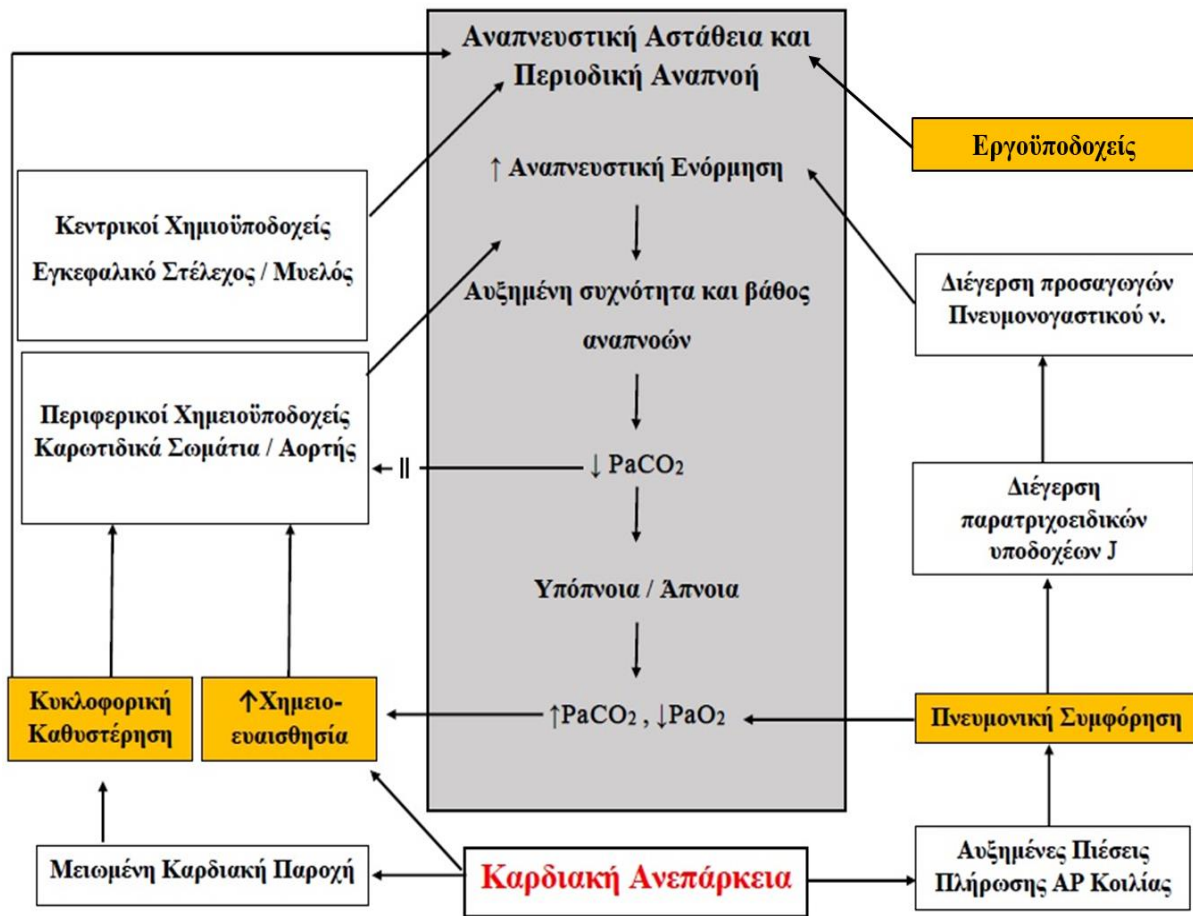 Αναπνευστική Αστάθεια και
Περιοδική Αναπνοή
Εργοϋποδοχείς
↑ Αναπνευστική Ενόρμηση
Κεντρικοί Χημιοϋποδοχείς
Εγκεφαλικό Στέλεχος / Μυελός
Διέγερση προσαγωγών
Πνευμονογαστικού ν.
Αυξημένη συχνότητα και βάθος
αναπνοών
Περιφερικοί Χημειοϋποδοχείς
Καρωτιδικά Σωμάτια / Αορτής
↓ PaCO₂
Διέγερση
παρατριχοειδικών
υποδοχέων J
Υπόπνοια / Άπνοια
Κυκλοφορική
Καθυστέρηση
↑Χημειο-
ευαισθησία
↑PaCO₂ , ↓PaO₂
Πνευμονική Συμφόρηση
Μειωμένη Καρδιακή Παροχή
Καρδιακή Ανεπάρκεια
Αυξημένες Πιέσεις
Πλήρωσης ΑΡ Κοιλίας